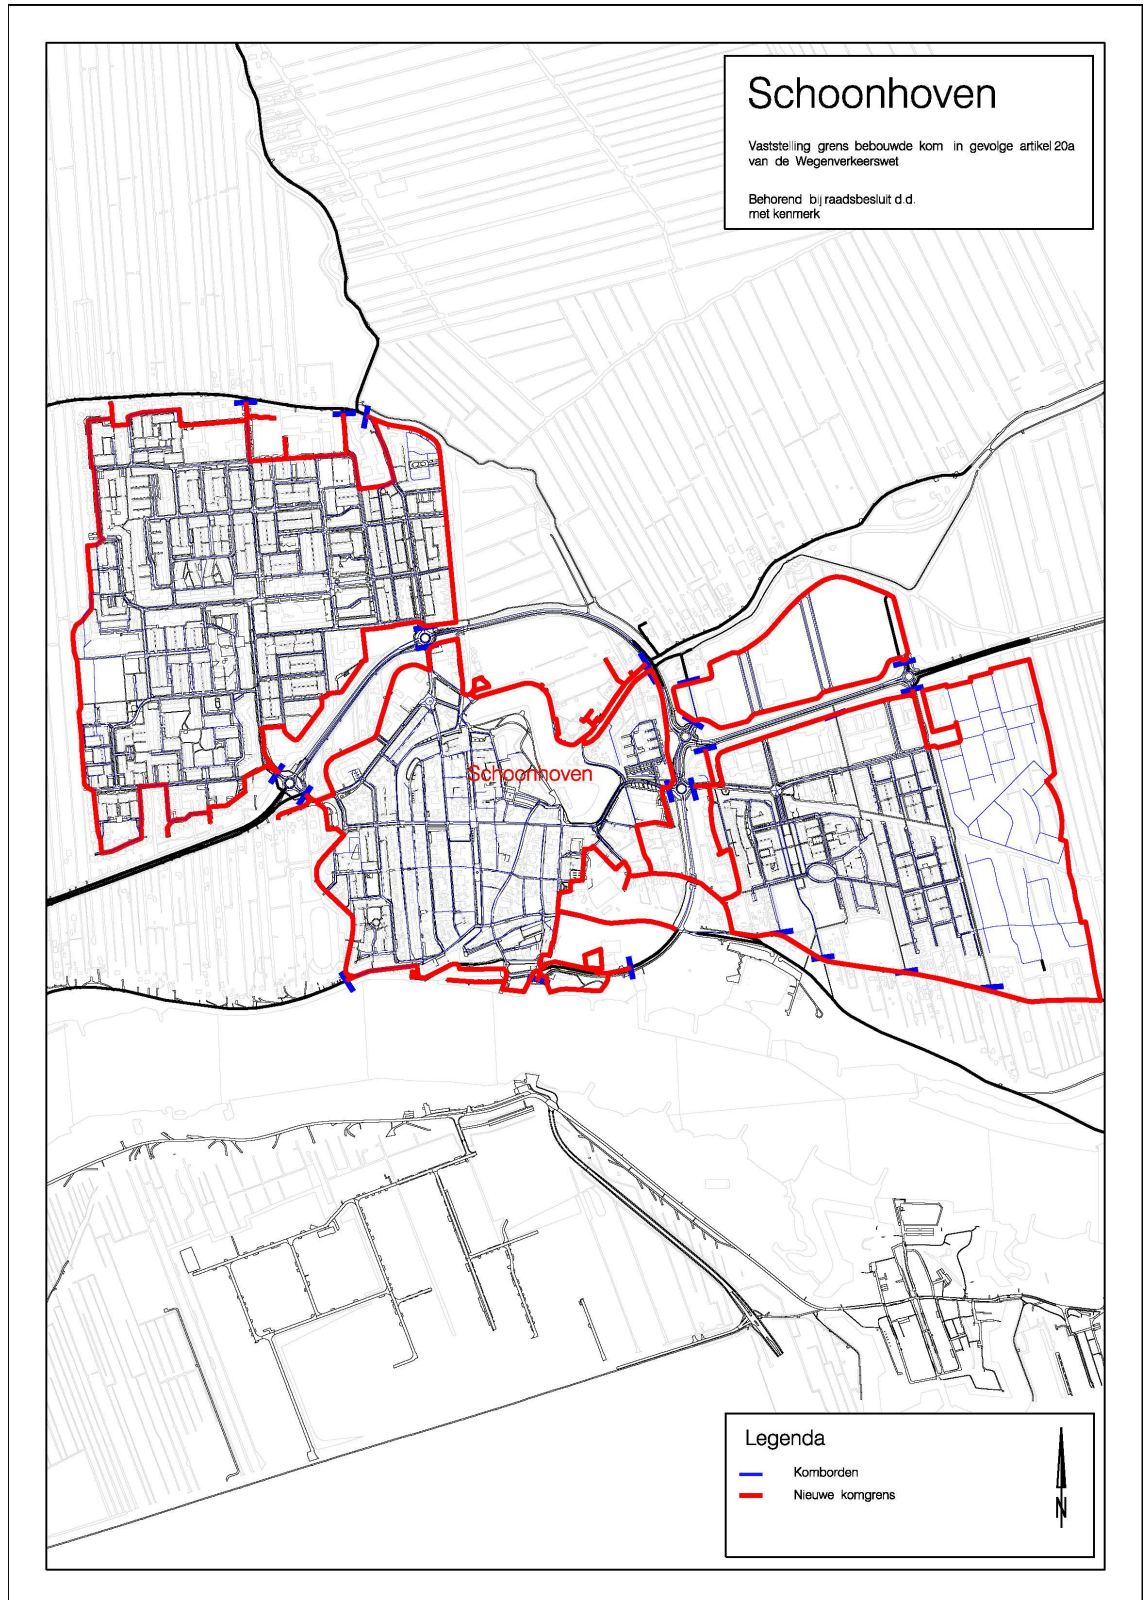 Schoonhoven
Vaststelling grens bebouwde kom in gevolge artikel 20a
van de Wegenverkeerswet
Behorend bij raadsbesluit d.d.
met kenmerk
Schoonhoven
Legenda
Komborden
Nieuwe komgrens
N